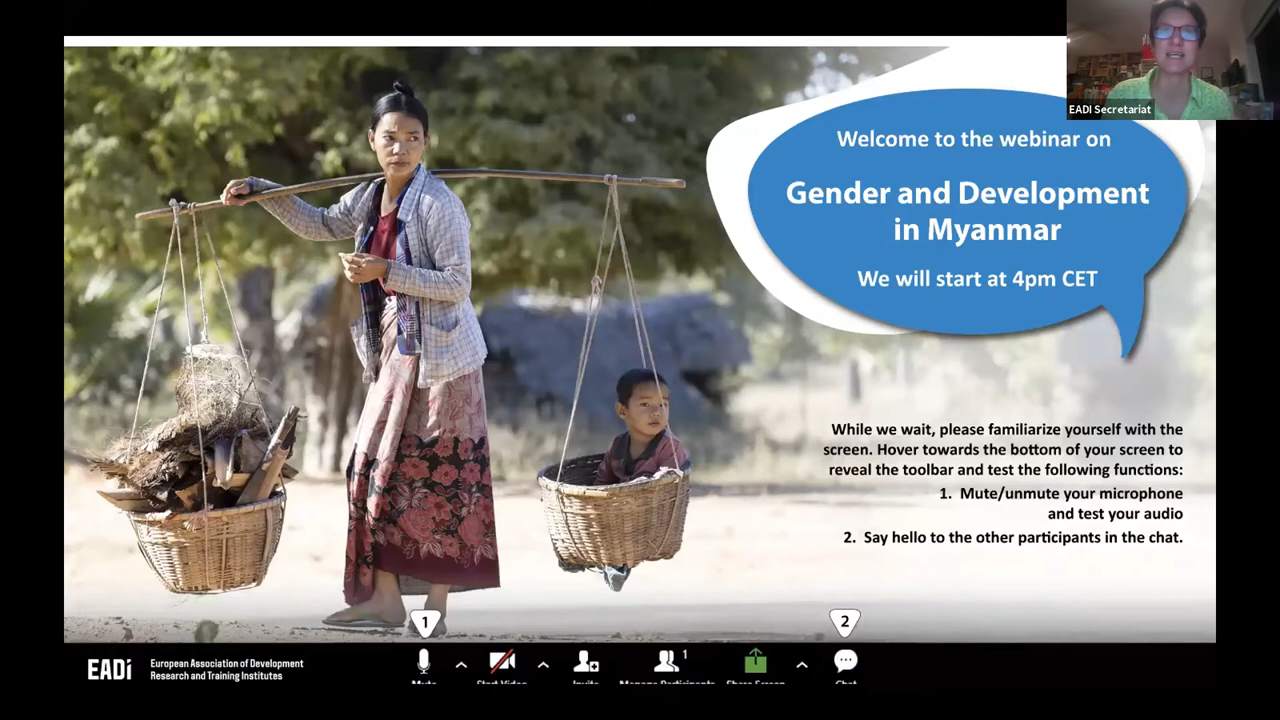 EADI Secretariat
Welcome to the webinar on
Gender and Development
in Myanmar
We will start at 4pm CET
While we wait, please familiarize yourself with the
screen. Hover towards the bottom of your screen to
reveal the toolbar and test the following functions:
1. Mute/unmute your microphone
and test your audio
2. Say hello to the other participants in the chat.
1
2
EADi
European Association of Development
Research and Training Institutes
1
Mute
Start Video
Invite
Manage Participants
Share Screen
Chat